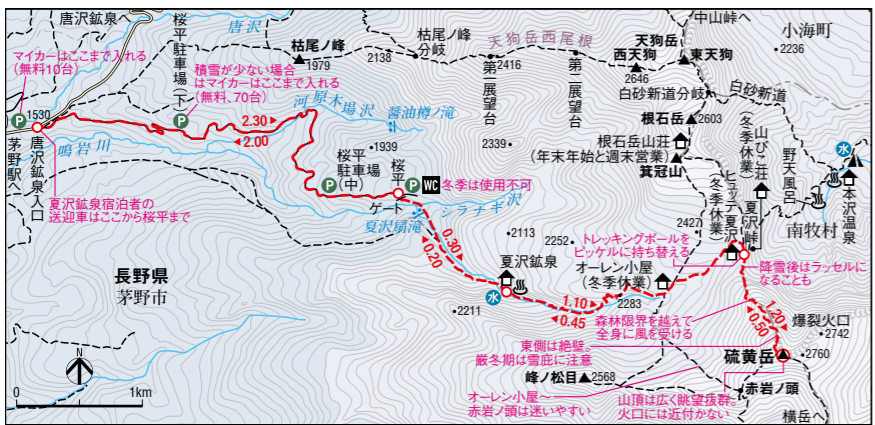 唐沢鉱泉へ
桜平
駐車場
(下)
唐沢
枯尾ノ峰
1979
2138
枯尾ノ峰
分岐
天狗岳西尾根
天狗岳
西天狗
2646
東天狗
中山峠へ
小海町
2236
マイカーはここまで入れる
(無料10台)
積雪が少ない場合
はマイカーはここまで入れる
(無料、70台)
第一展望台
2416
第二展望台
白砂新道分岐
白砂新道
P
1530
P
2.30
2.00
河原木場沢
醤油樽ノ滝
根石岳
2603
根石岳山荘
(年末年始と週末営業)
箕冠山
2339
1939
唐沢鉱泉入口
茅野駅へ
鳴岩川
夏沢鉱泉宿泊者の
送迎車はここから桜平まで
桜平
駐車場
(中)
P
桜平
P
WC
冬季は使用不可
ゲート
シラナギ沢
夏沢扇滝
0.30
0.20
山びこ荘
(冬季休業)
ヒュッテ夏沢
(冬季休業)
夏沢峠
野天風呂
水
本沢温泉
南牧村
2427
2113
2252
トレッキングポールを
ピッケルに持ち替える
夏沢鉱泉
水
オーレン小屋
(冬季休業)
降雪後はラッセルに
なることも
長野県
茅野市
2211
1.10
0.45
2283
森林限界を越えて
全身に風を受ける
1.20
0.50
爆裂火口
2742
東側は絶壁。
厳冬期は雪庇に注意
硫黄岳
2760
峰ノ松目
2568
赤岩ノ頭
オーレン小屋〜
赤岩ノ頭は迷いやすい
山頂は広く眺望抜群。
火口には近付かない
横岳へ
N
0
1km